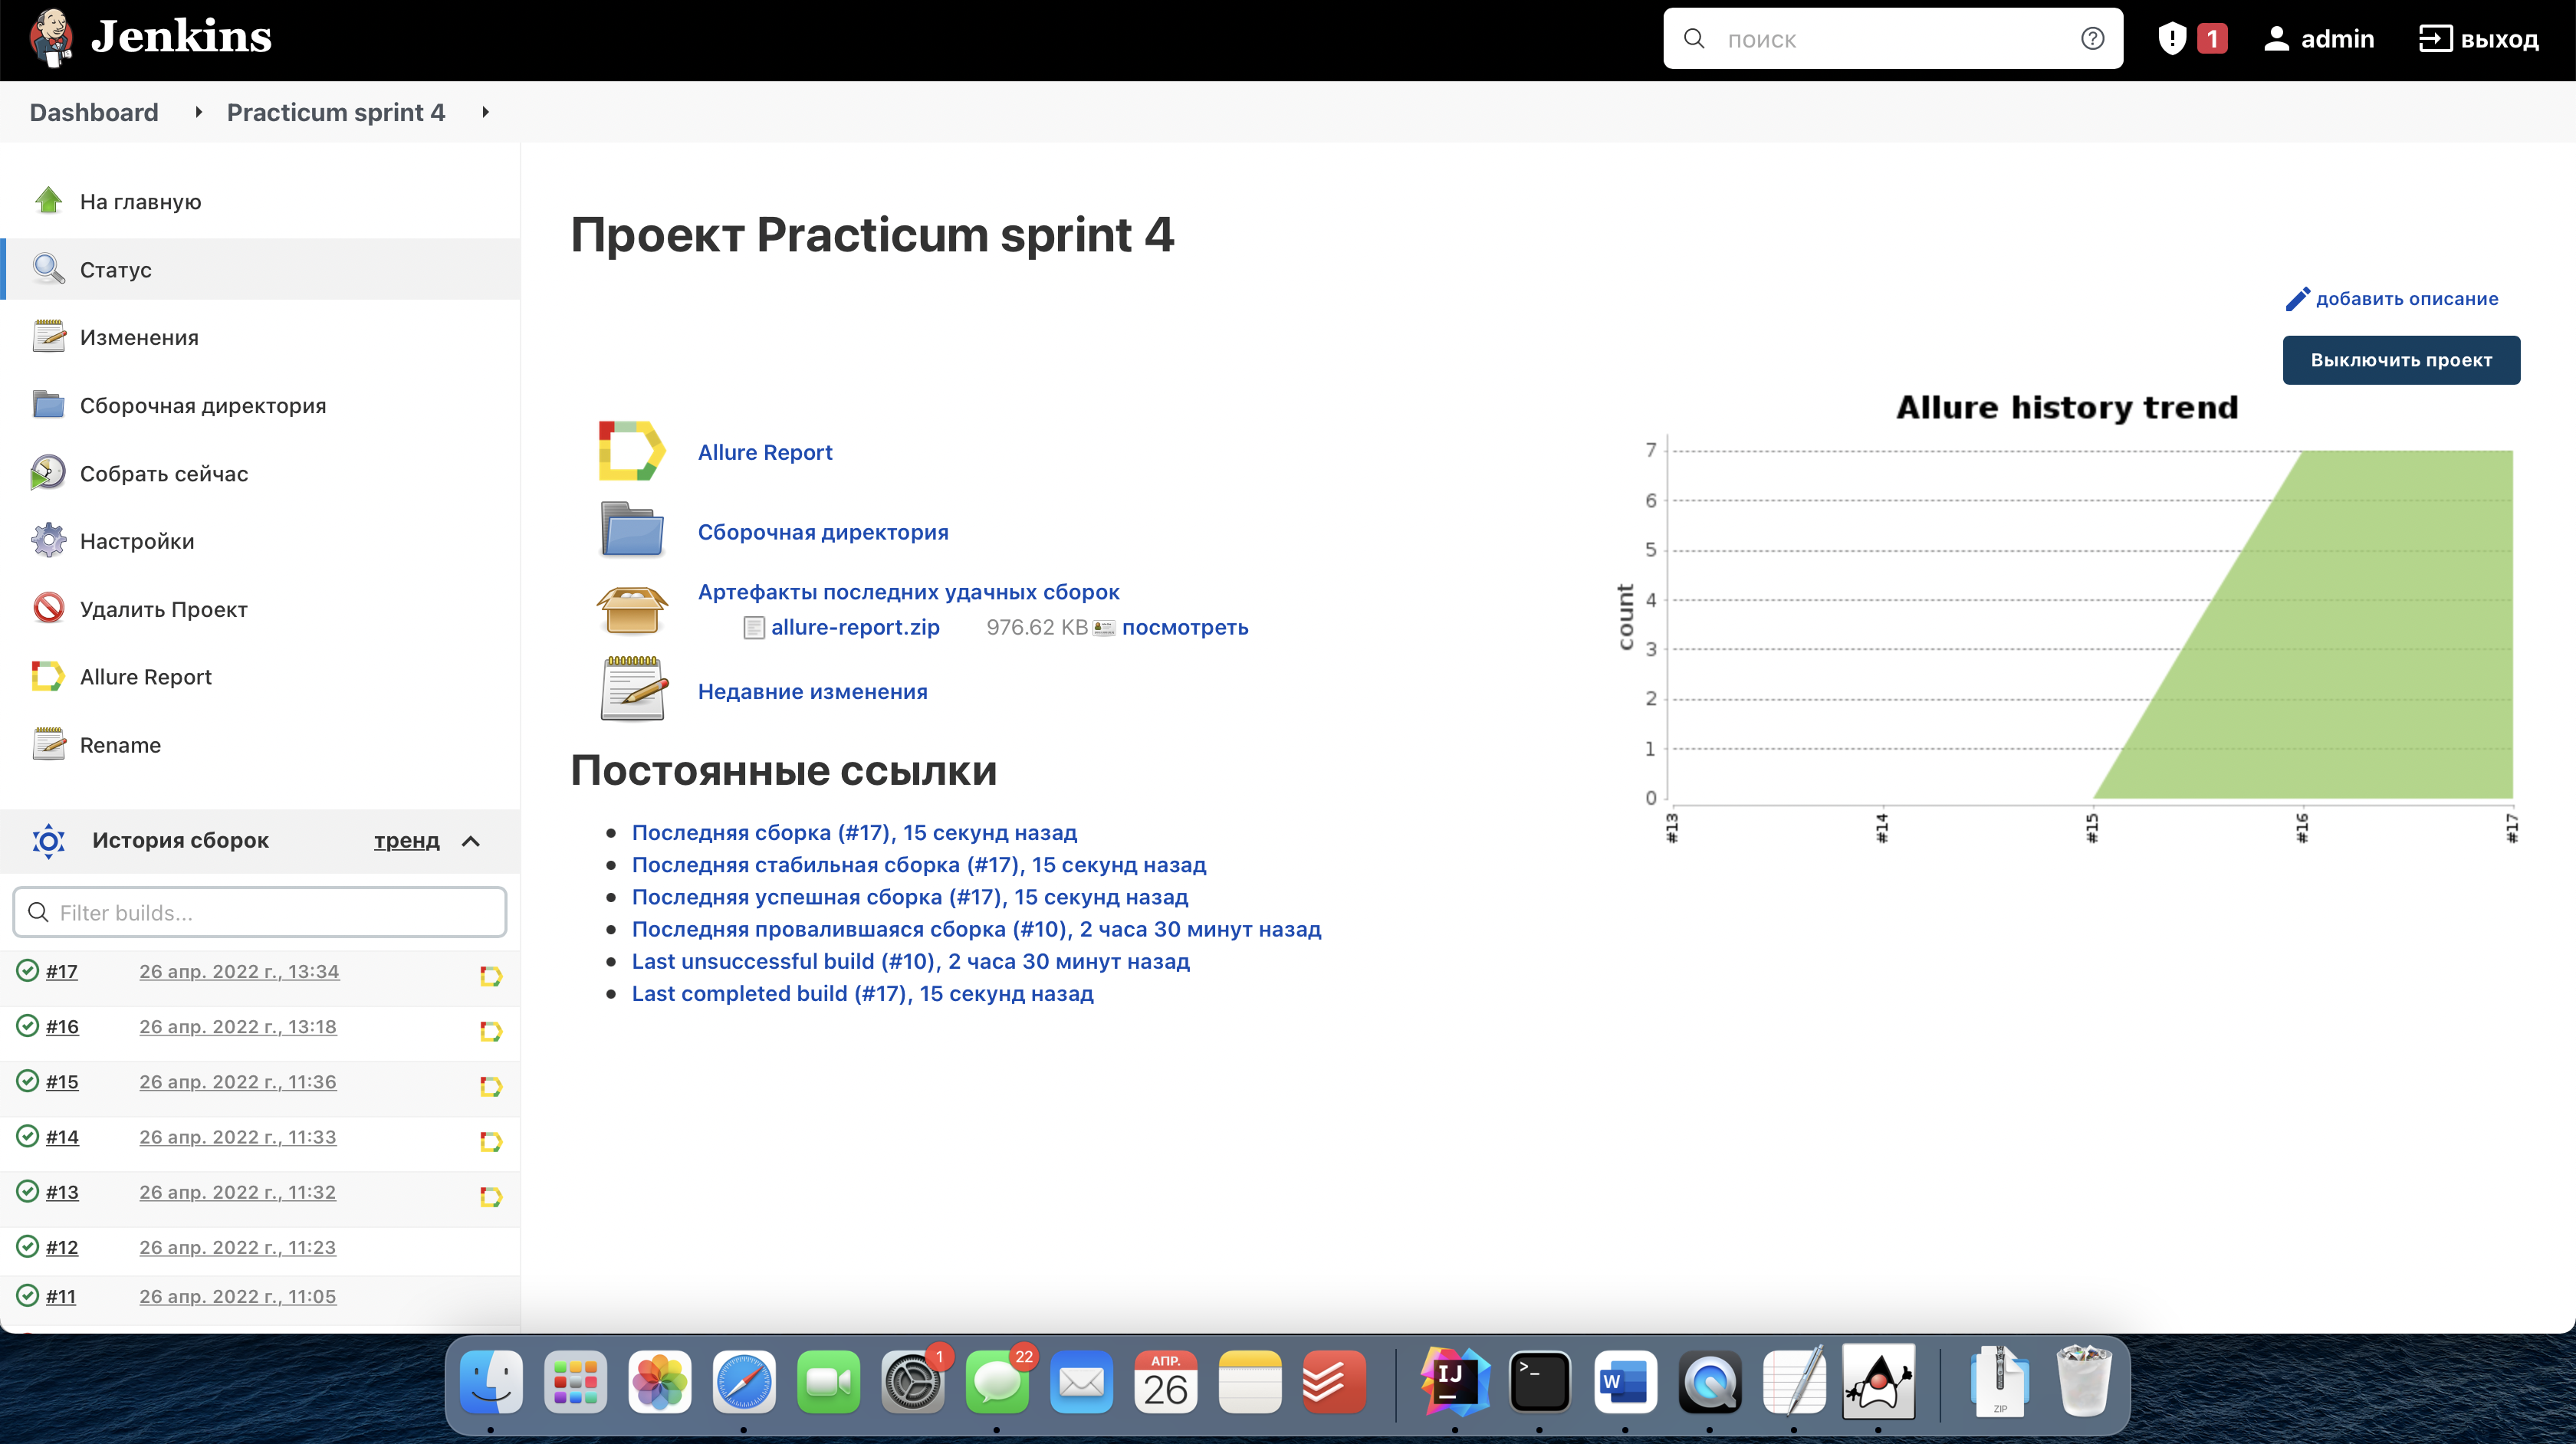 Jenkins
поиск
1
admin
выход
Dashboard
Practicum sprint 4
На главную
Статус
Изменения
Сборочная директория
Собрать сейчас
Настройки
Удалить Проект
Allure Report
Rename
История сборок
тренд
Filter builds...
#17 26 апр. 2022 г., 13:34
#16 26 апр. 2022 г., 13:18
#15 26 апр. 2022 г., 11:36
#14 26 апр. 2022 г., 11:33
#13 26 апр. 2022 г., 11:32
#12 26 апр. 2022 г., 11:23
#11 26 апр. 2022 г., 11:05
Проект Practicum sprint 4
добавить описание
Выключить проект
Allure Report
Сборочная директория
Артефакты последних удачных сборок
allure-report.zip 976.62 KB посмотреть
Недавние изменения
Постоянные ссылки
Последняя сборка (#17), 15 секунд назад
Последняя стабильная сборка (#17), 15 секунд назад
Последняя успешная сборка (#17), 15 секунд назад
Последняя провалившаяся сборка (#10), 2 часа 30 минут назад
Last unsuccessful build (#10), 2 часа 30 минут назад
Last completed build (#17), 15 секунд назад
Allure history trend
count
7
6
5
4
3
2
1
0
#13
#14
#15
#16
#17
1
22
АПР.
26
IJ
>_
W
ZIP